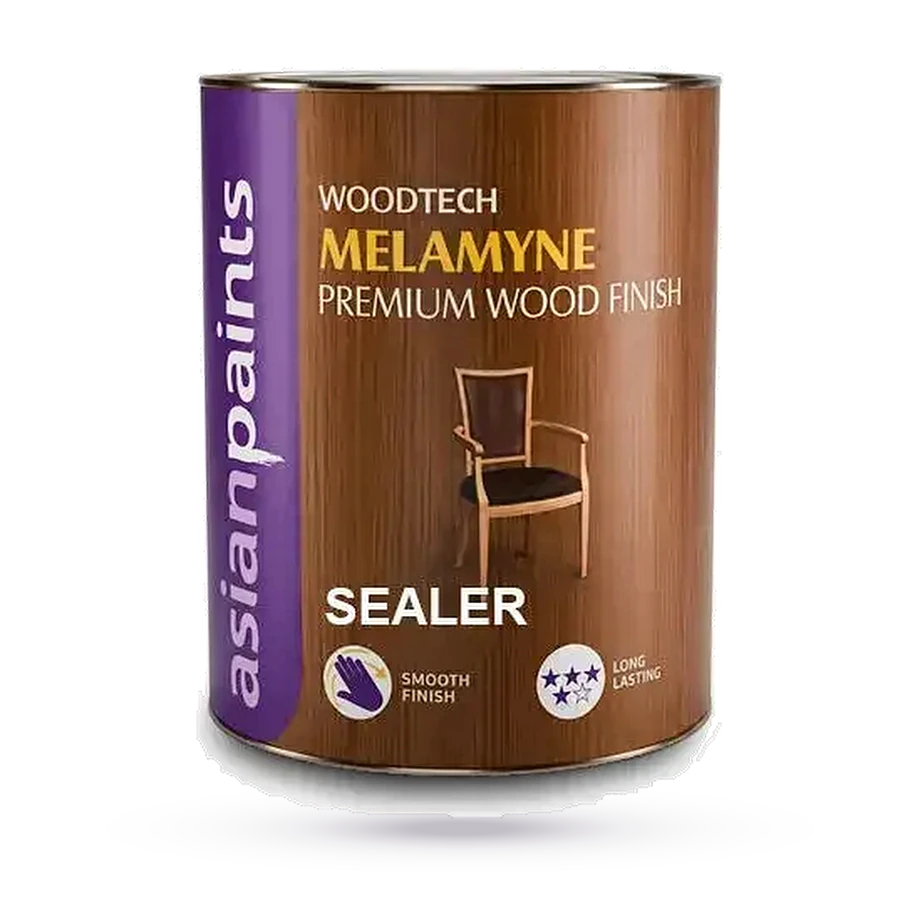 asianpaints
WOODTECH
MELAMYNE
PREMIUM WOOD FINISH
SEALER
SMOOTH
FINISH
LONG
LASTING